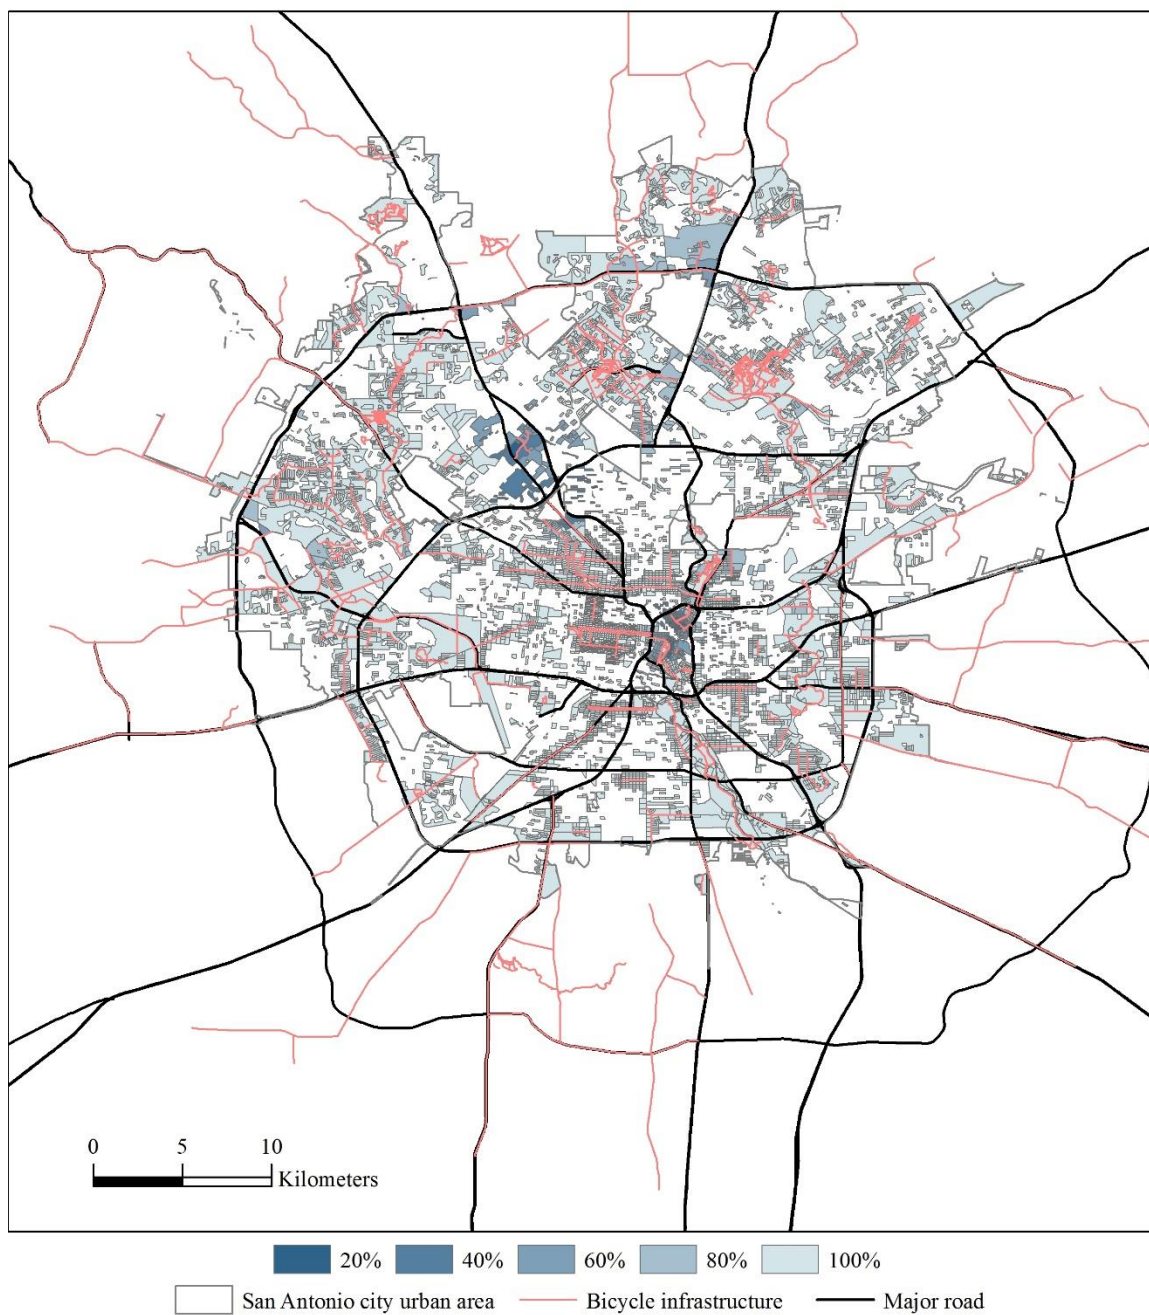 0 5 10
Kilometers
20% 40% 60% 80% 100%
San Antonio city urban area Bicycle infrastructure Major road